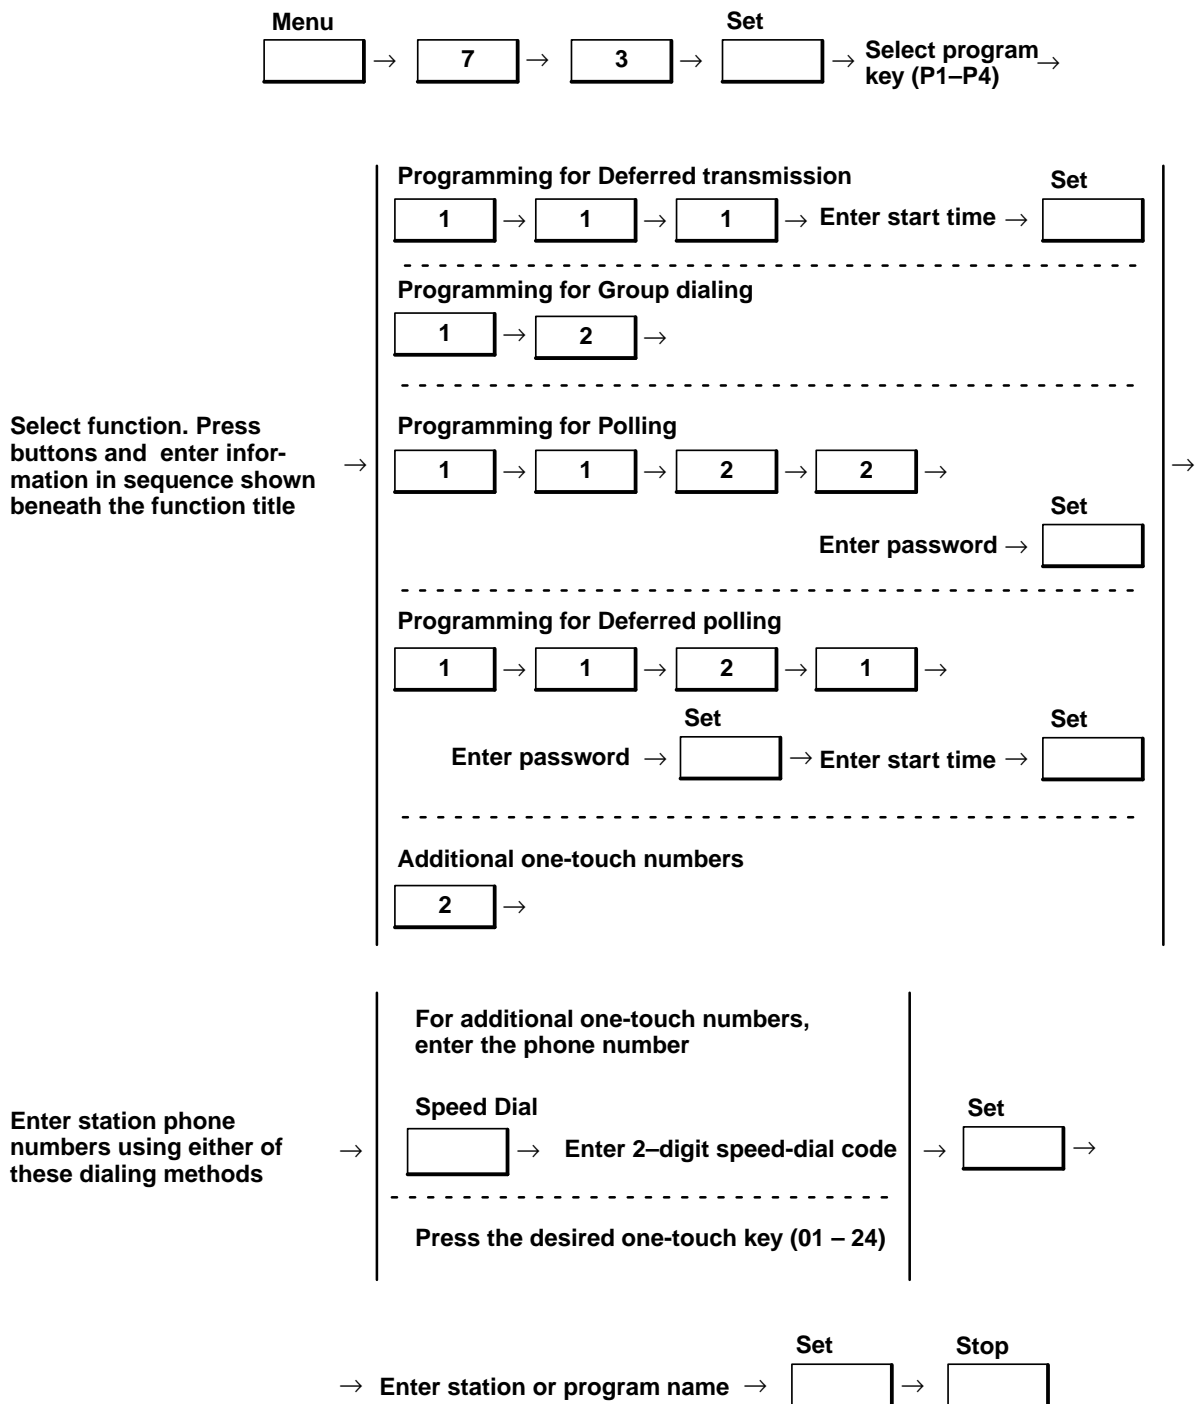 Menu Set
7 3 Select program
key (P1–P4)
Programming for Deferred transmission
Set
1 1 1 Enter start time
Programming for Group dialing
1 2
Select function. Press
buttons and enter infor-
mation in sequence shown
beneath the function title
Programming for Polling
1 1 2 2
Set
Enter password
Programming for Deferred polling
1 1 2 1
Set Set
Enter password Enter start time
Additional one-touch numbers
2
Enter station phone
numbers using either of
these dialing methods
For additional one-touch numbers,
enter the phone number
Speed Dial
Enter 2–digit speed-dial code
Press the desired one-touch key (01 – 24)
Set
Set Stop
Enter station or program name